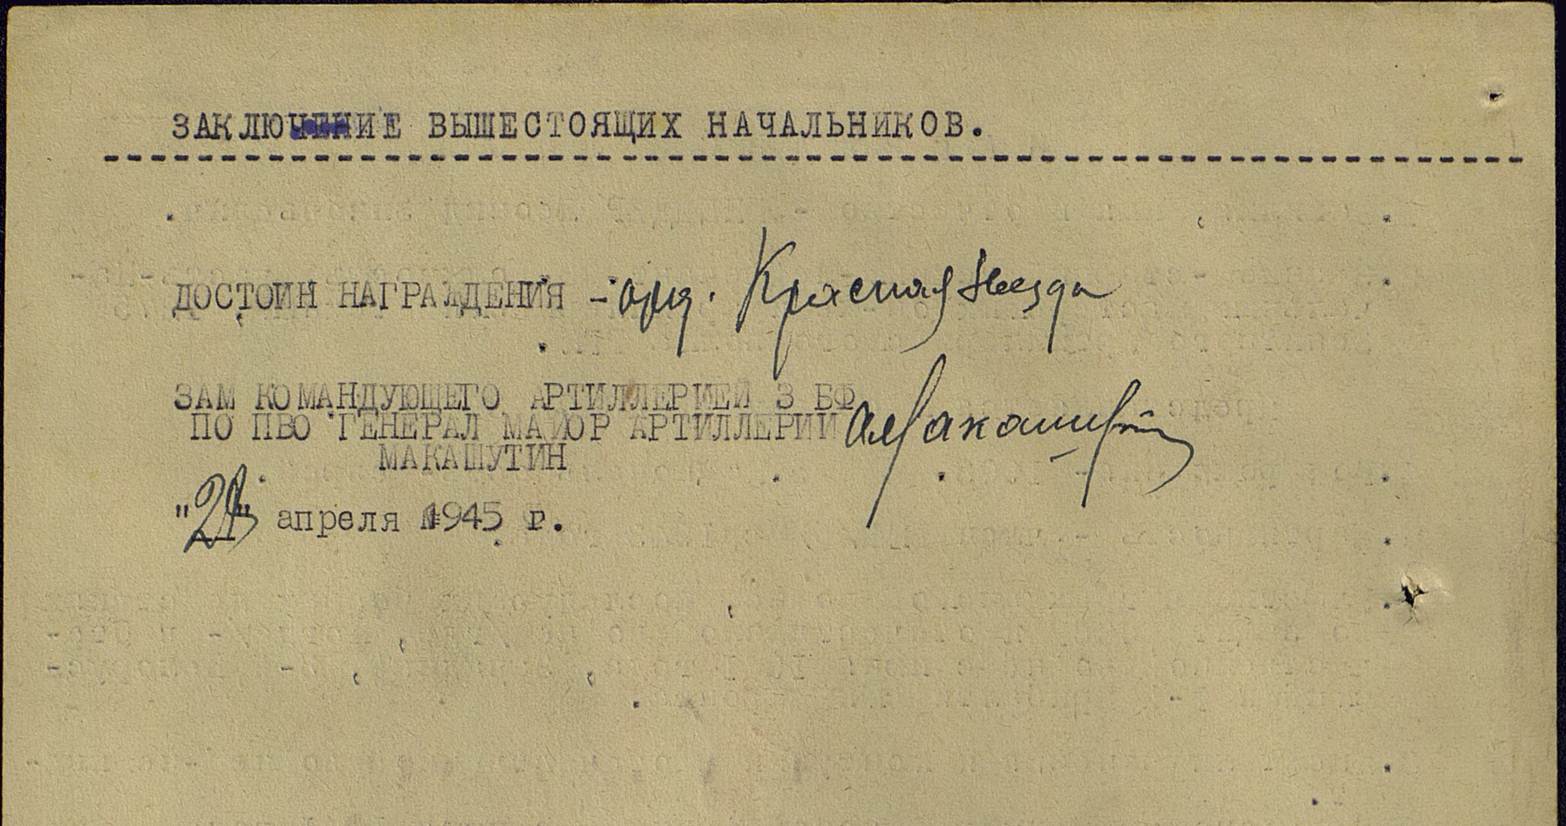 ЗАКЛЮЧЕНИЕ ВЫШЕСТОЯЩИХ НАЧАЛЬНИКОВ.
ДОСТОИН НАГРАЖДЕНИЯ - орд. Красная Звезда
ЗАМ КОМАНДУЮЩЕГО АРТИЛЛЕРИЕЙ 3 БФ
ПО ПВО ГЕНЕРАЛ МАЙОР АРТИЛЛЕРИИ
МАКАШУТИН
" " апреля 1945 г.